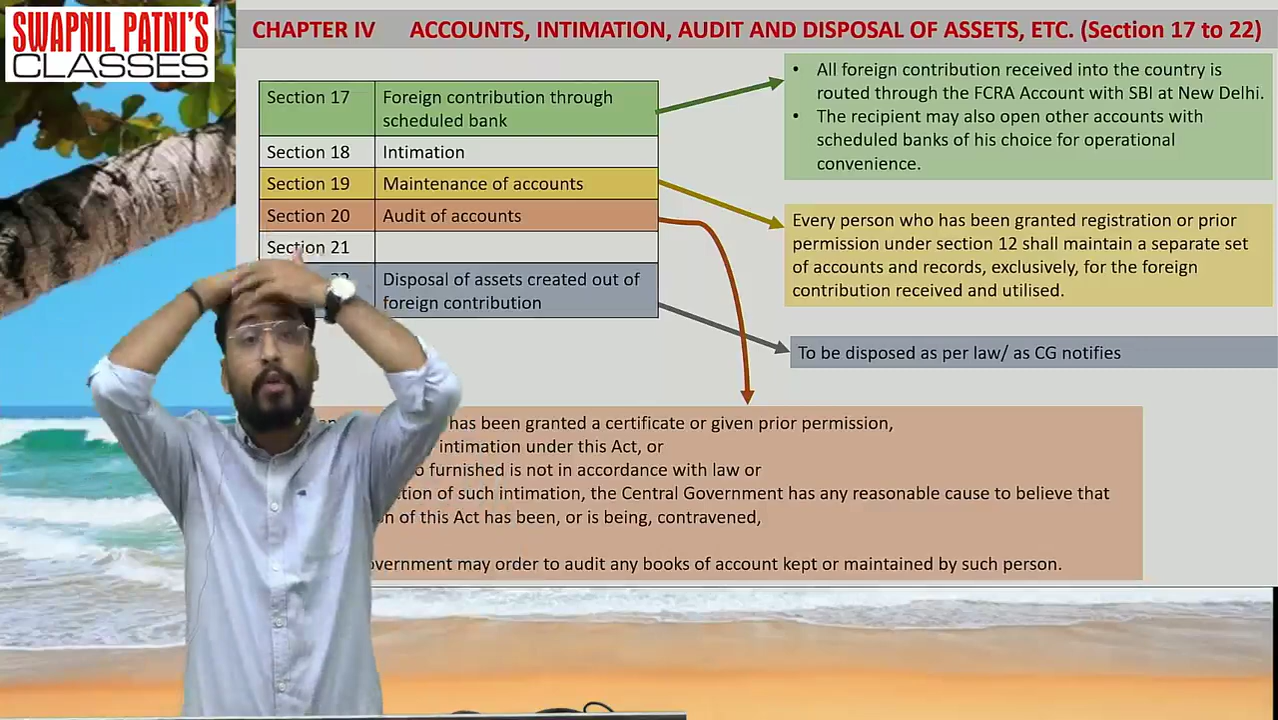 SWAPNIL PATNI'S
CLASSES
CHAPTER IV ACCOUNTS, INTIMATION, AUDIT AND DISPOSAL OF ASSETS, ETC. (Section 17 to 22)
Section 17 Foreign contribution through
scheduled bank
Section 18 Intimation
Section 19 Maintenance of accounts
Section 20 Audit of accounts
Section 21
Disposal of assets created out of
foreign contribution
• All foreign contribution received into the country is
routed through the FCRA Account with SBI at New Delhi.
• The recipient may also open other accounts with
scheduled banks of his choice for operational
convenience.
Every person who has been granted registration or prior
permission under section 12 shall maintain a separate set
of accounts and records, exclusively, for the foreign
contribution received and utilised.
To be disposed as per law/ as CG notifies
has been granted a certificate or given prior permission,
intimation under this Act, or
furnished is not in accordance with law or
of such intimation, the Central Government has any reasonable cause to believe that
of this Act has been, or is being, contravened,
may order to audit any books of account kept or maintained by such person.